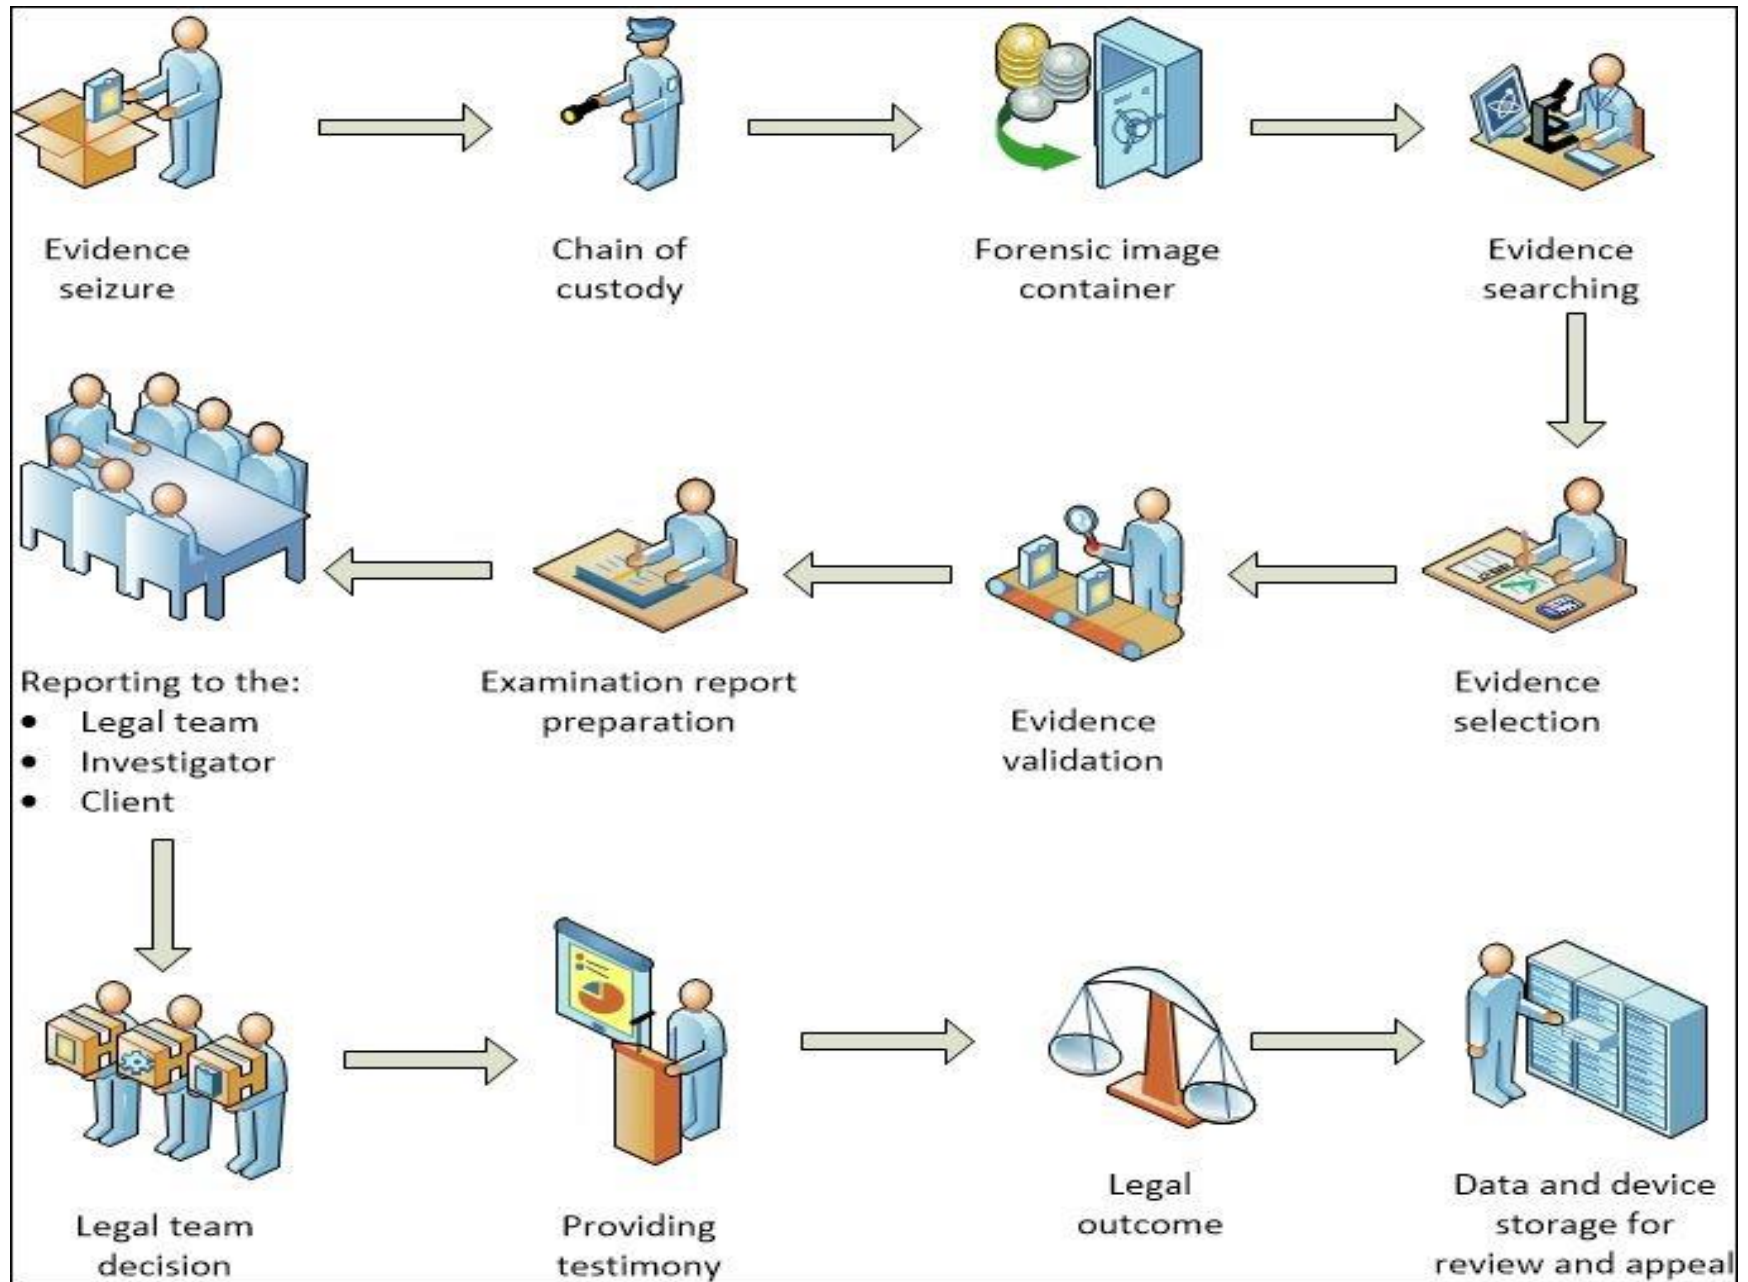 Evidence
seizure
Chain of
custody
Forensic image
container
Evidence
searching
Evidence
selection
Evidence
validation
Examination report
preparation
Reporting to the:
• Legal team
• Investigator
• Client
Legal team
decision
Providing
testimony
Legal
outcome
Data and device
storage for
review and appeal